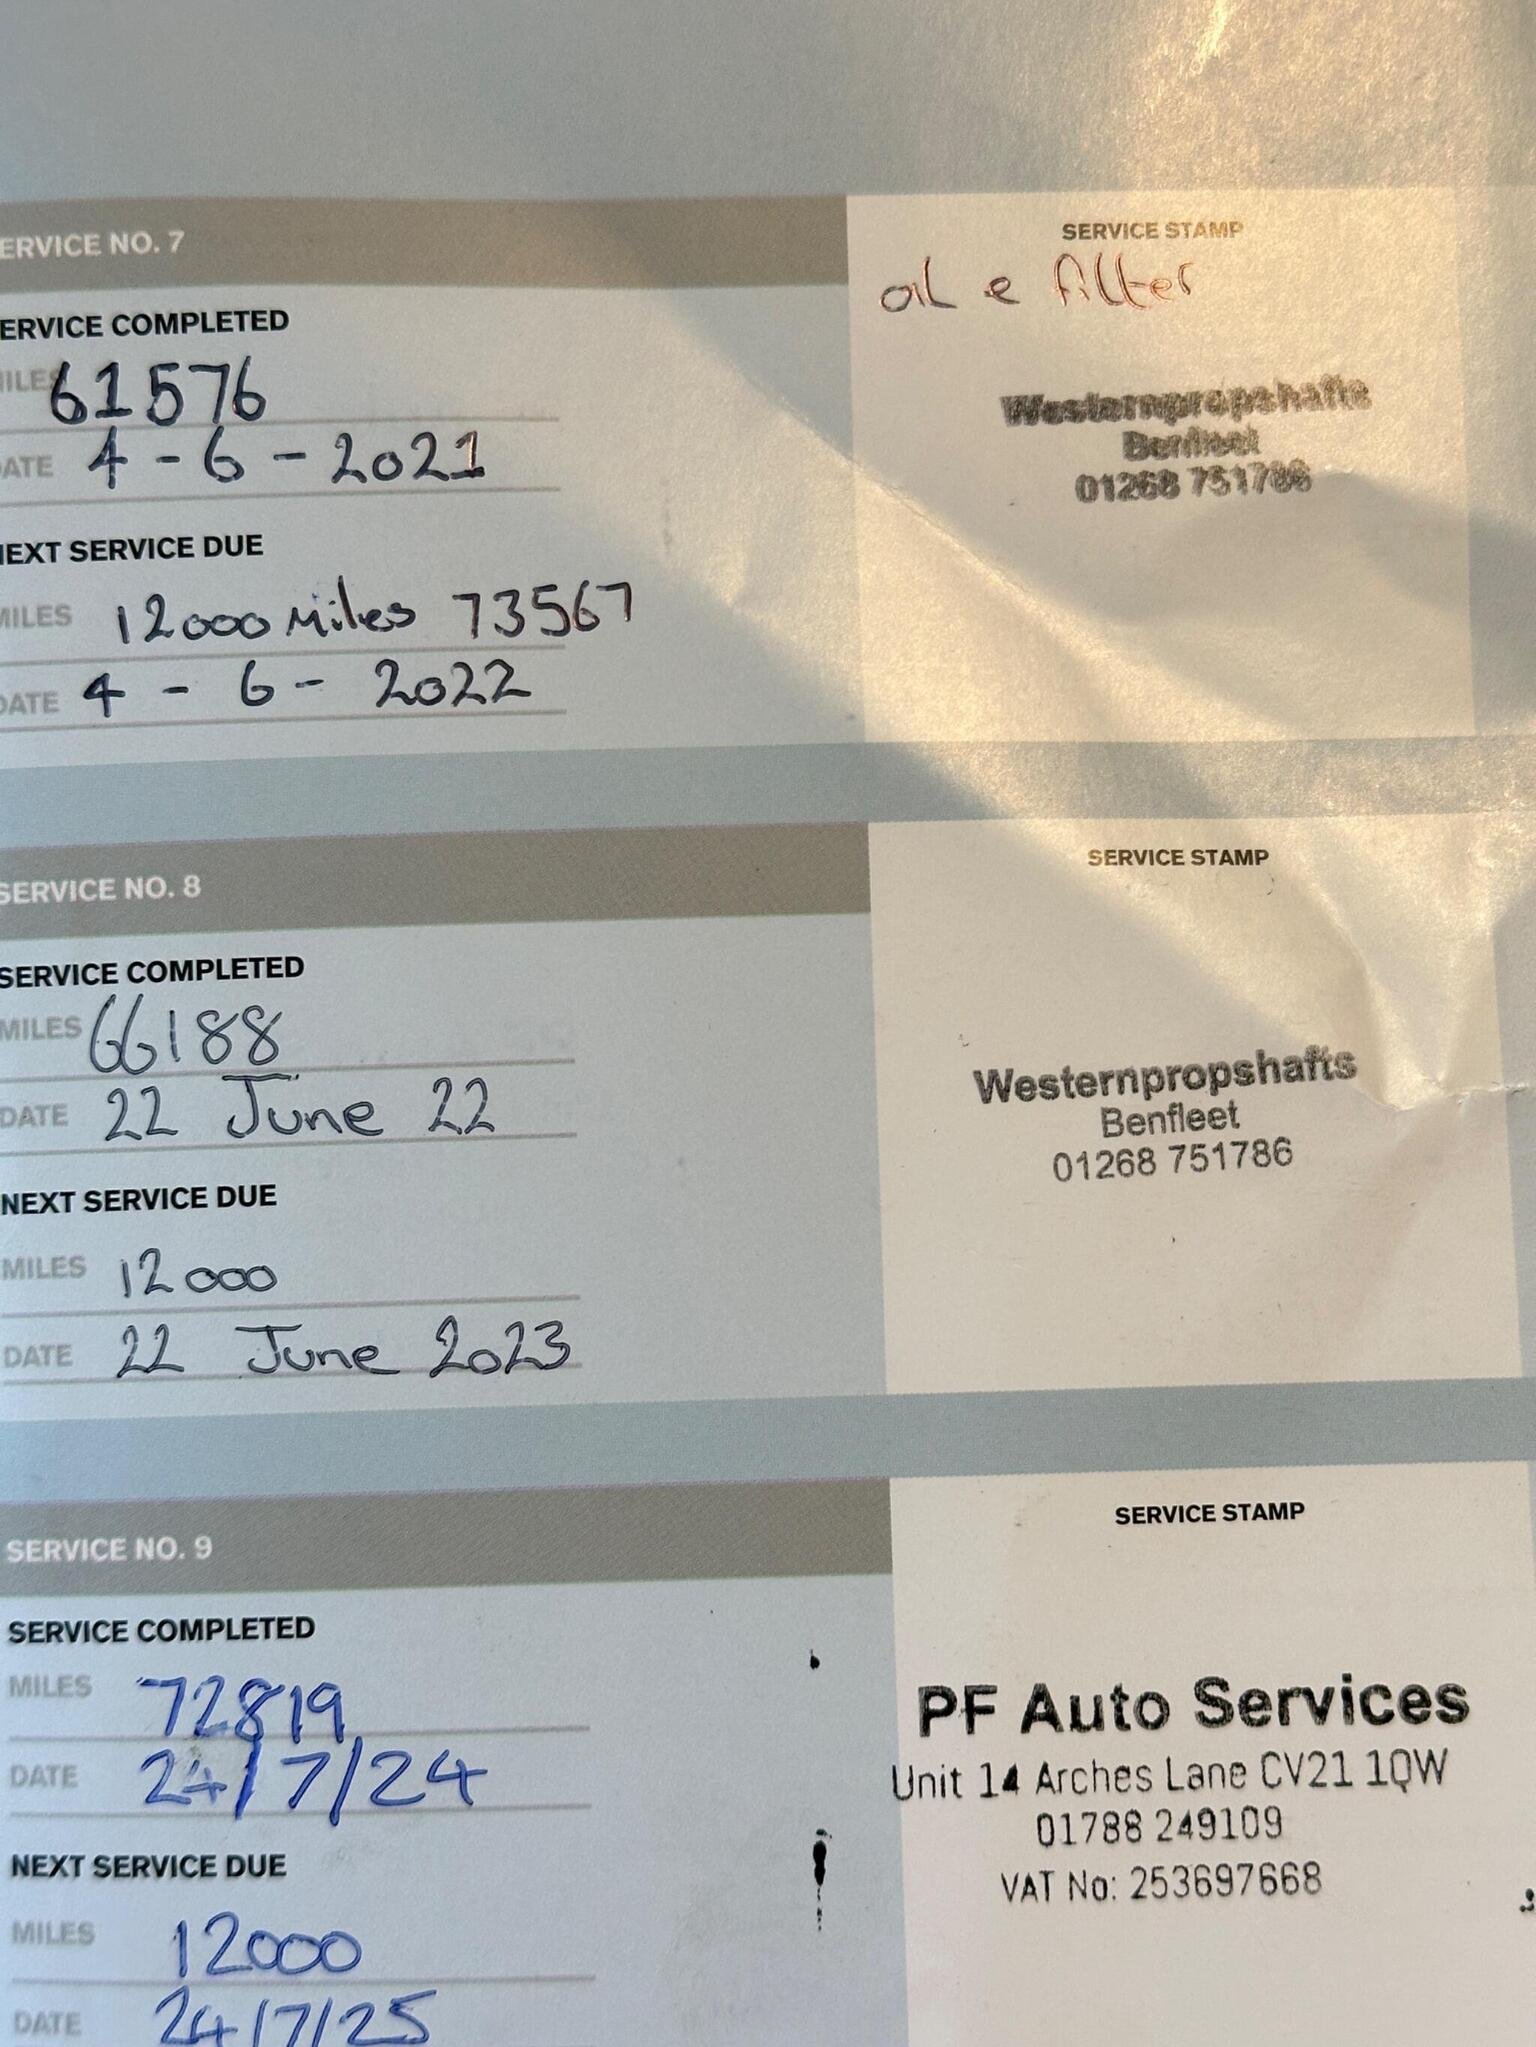 ERVICE NO. 7
SERVICE STAMP
oil e filter
ERVICE COMPLETED
MILES 61576
ATE 4 - 6 - 2021
Westernpropshafts
Benfleet
01268 751786
NEXT SERVICE DUE
MILES 12000 Miles 73567
DATE 4 - 6 - 2022
SERVICE NO. 8
SERVICE STAMP
SERVICE COMPLETED
MILES 66188
DATE 22 June 22
Westernpropshafts
Benfleet
01268 751786
NEXT SERVICE DUE
MILES 12000
DATE 22 June 2023
SERVICE NO. 9
SERVICE STAMP
SERVICE COMPLETED
MILES 72819
DATE 24/7/24
PF Auto Services
Unit 14 Arches Lane CV21 1QW
01788 249109
VAT No: 253697668
NEXT SERVICE DUE
MILES 12000
DATE 24/7/25